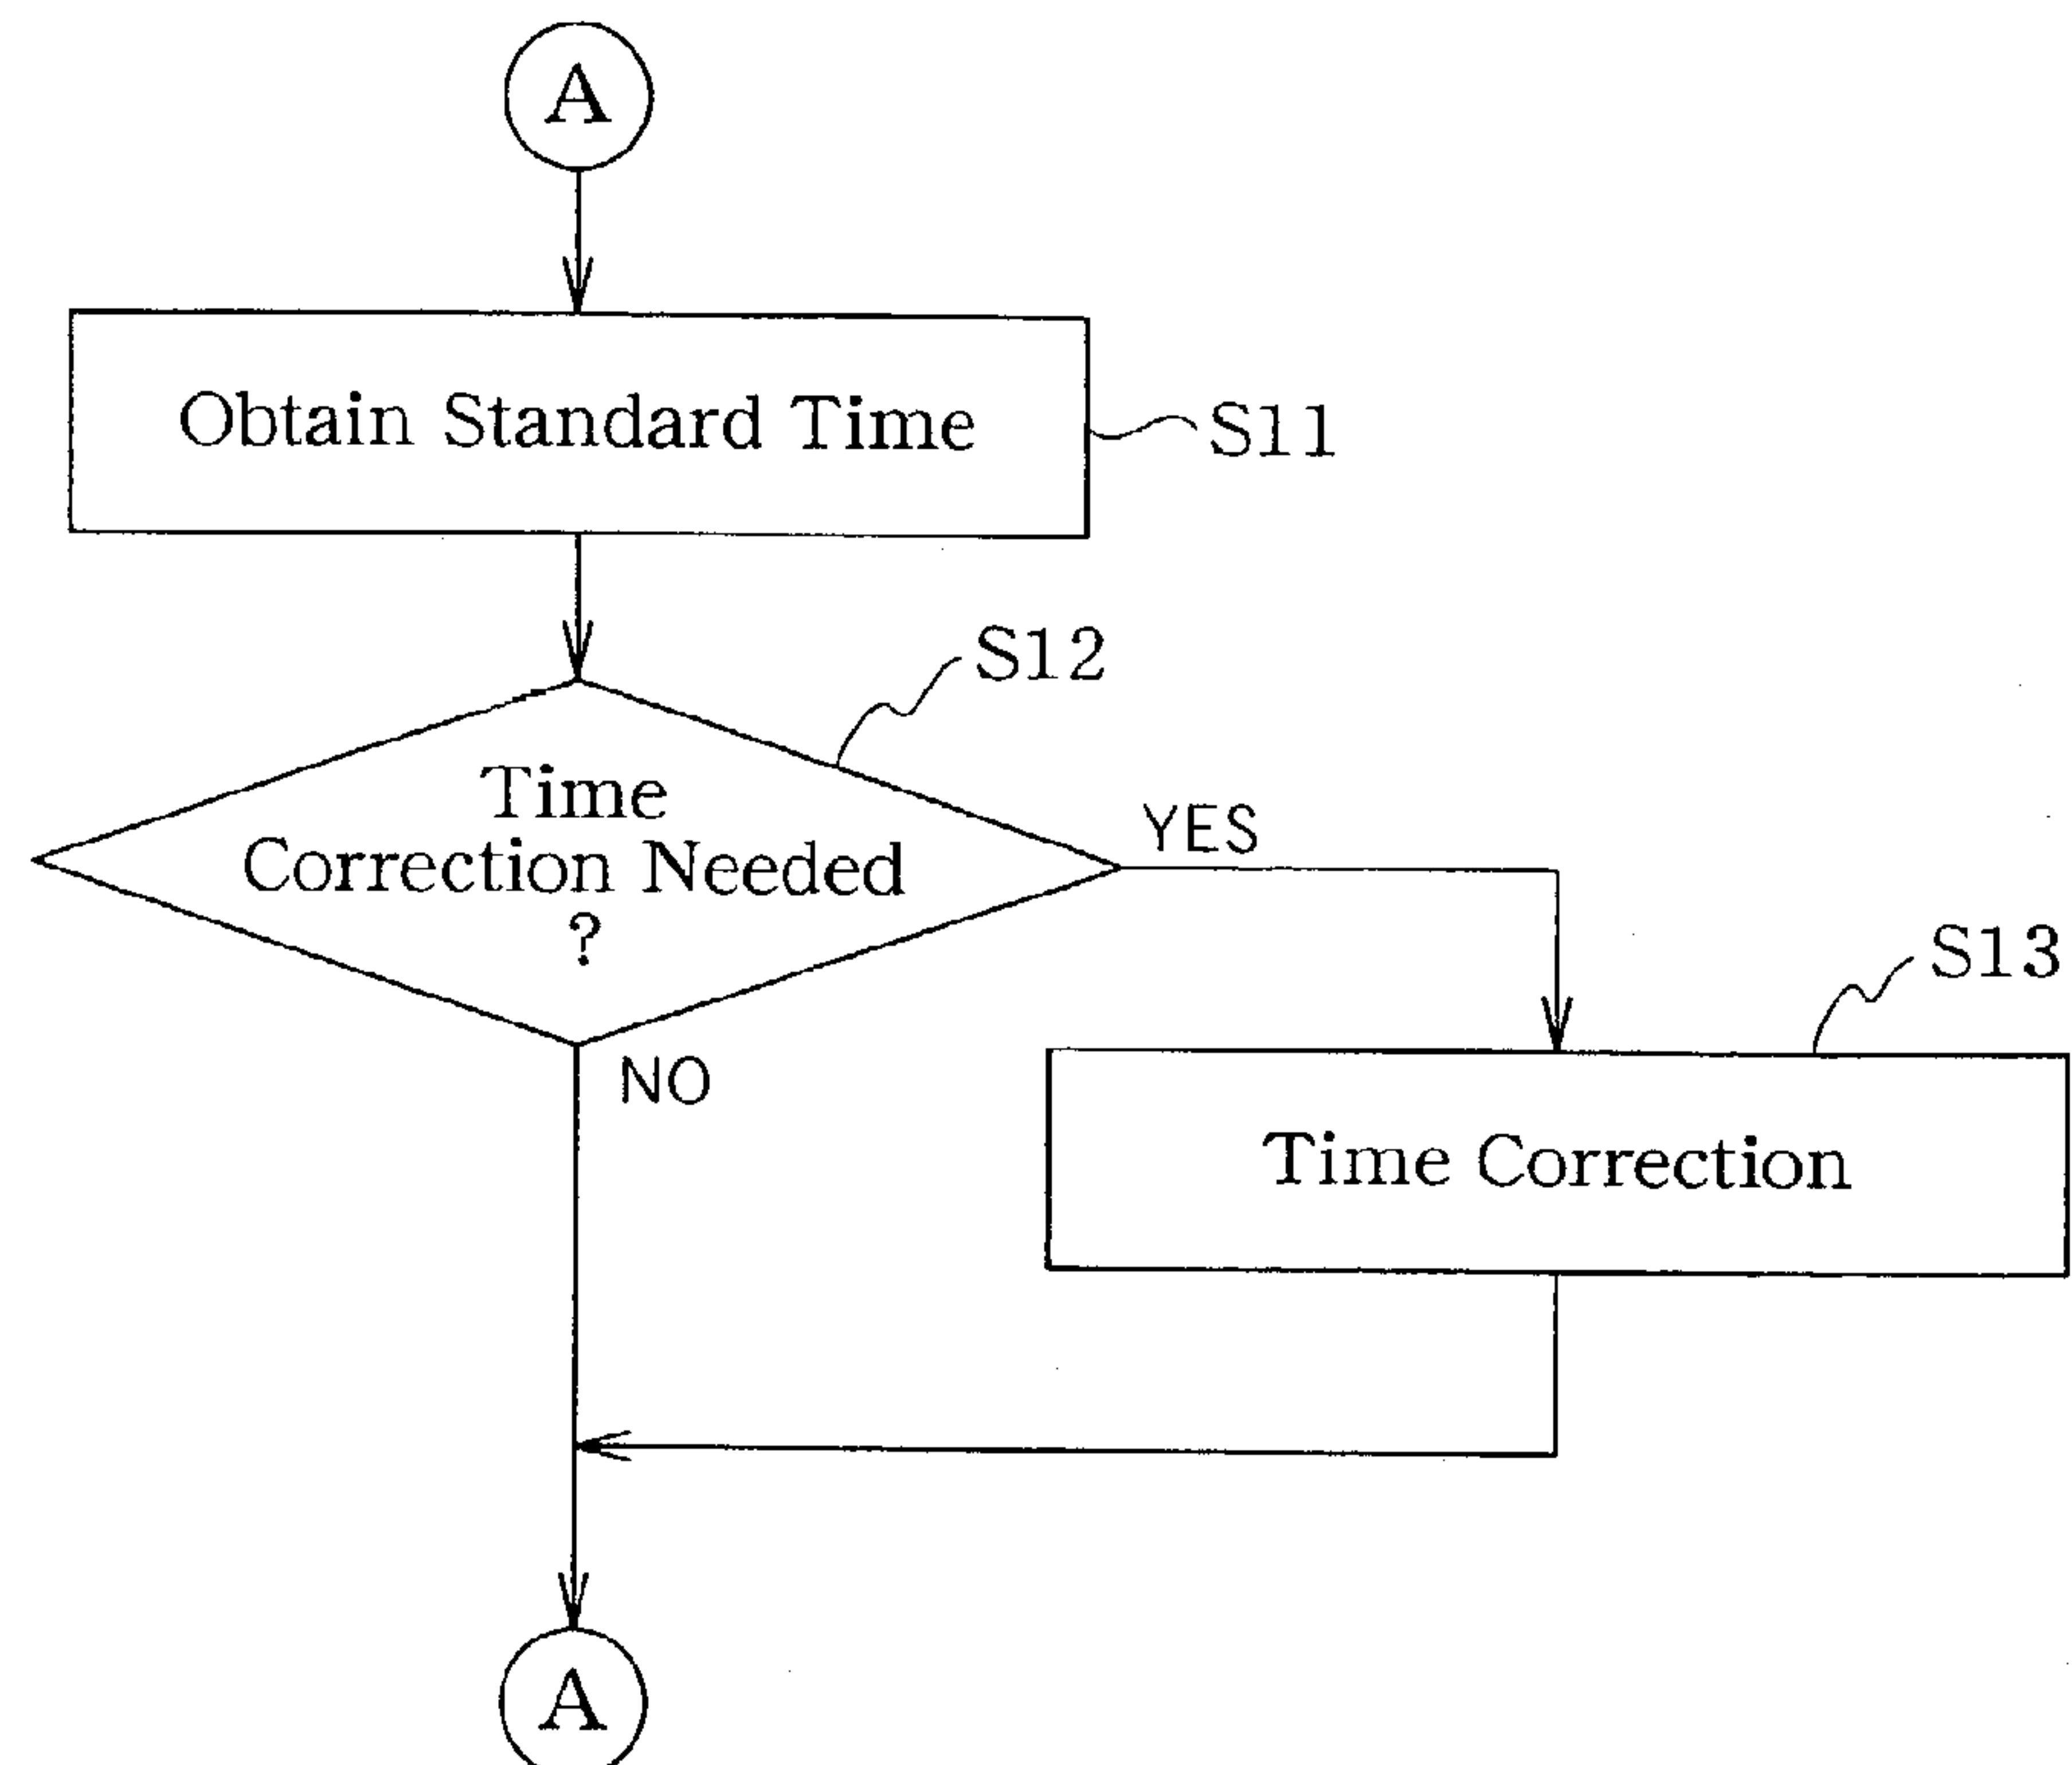 A
Obtain Standard Time
S11
S12
Time
Correction Needed
?
YES
NO
S13
Time Correction
A